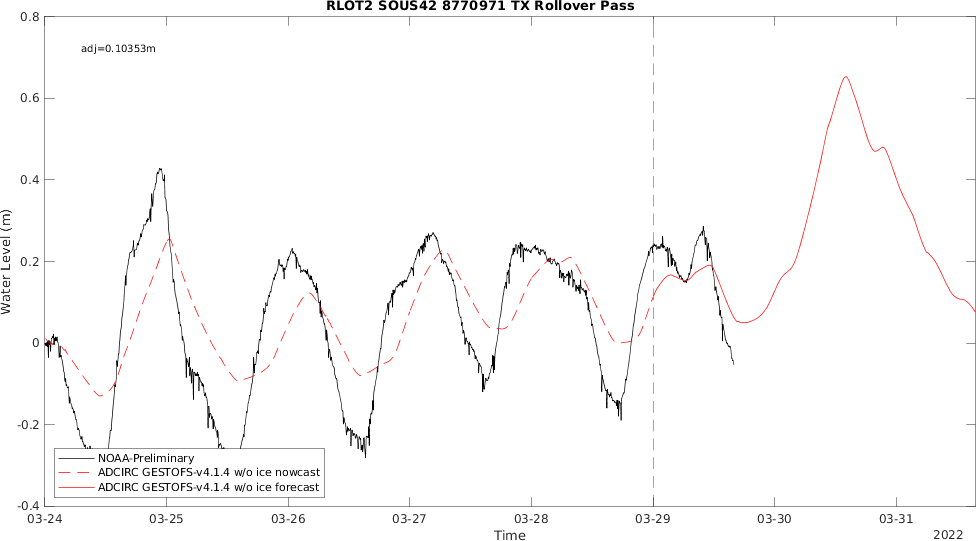 RLOT2 SOUS42 8770971 TX Rollover Pass
adj=0.10353m
0.8
0.6
0.4
0.2
0
-0.2
-0.4
Water Level (m)
NOAA-Preliminary
ADCIRC GESTOFS-v4.1.4 w/o ice nowcast
ADCIRC GESTOFS-v4.1.4 w/o ice forecast
03-24 03-25 03-26 03-27 03-28 03-29 03-30 03-31
Time
2022